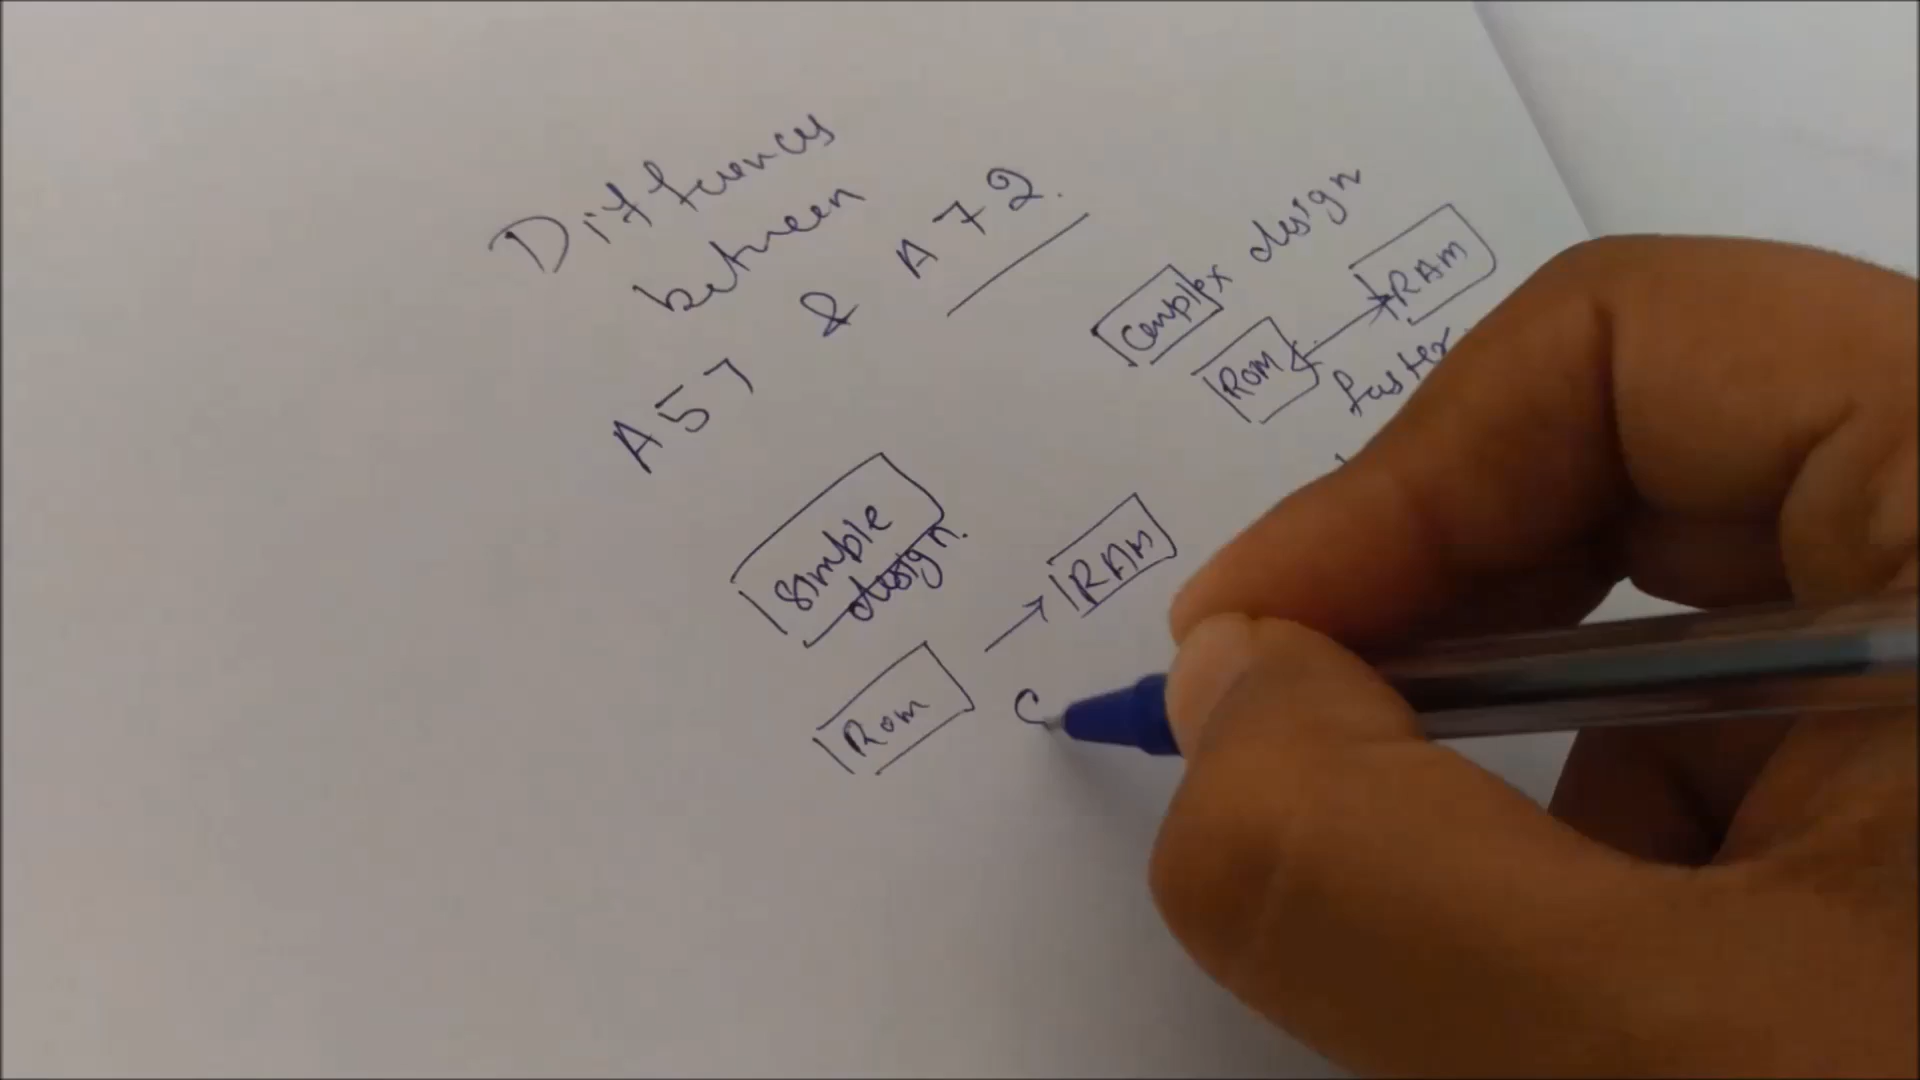 Differences
between
A57 & A72.
Complex design
Rom
RAM
faster
simple
design.
Rom
RAM